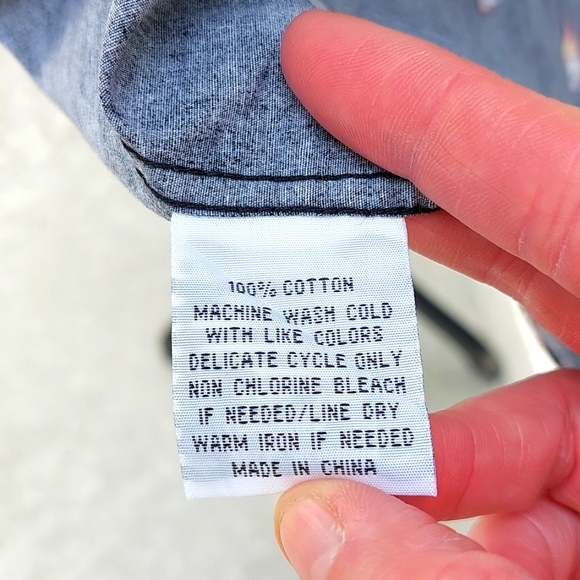 100% COTTON
MACHINE WASH COLD
WITH LIKE COLORS
DELICATE CYCLE ONLY
NON CHLORINE BLEACH
IF NEEDED/LINE DRY
WARM IRON IF NEEDED
MADE IN CHINA